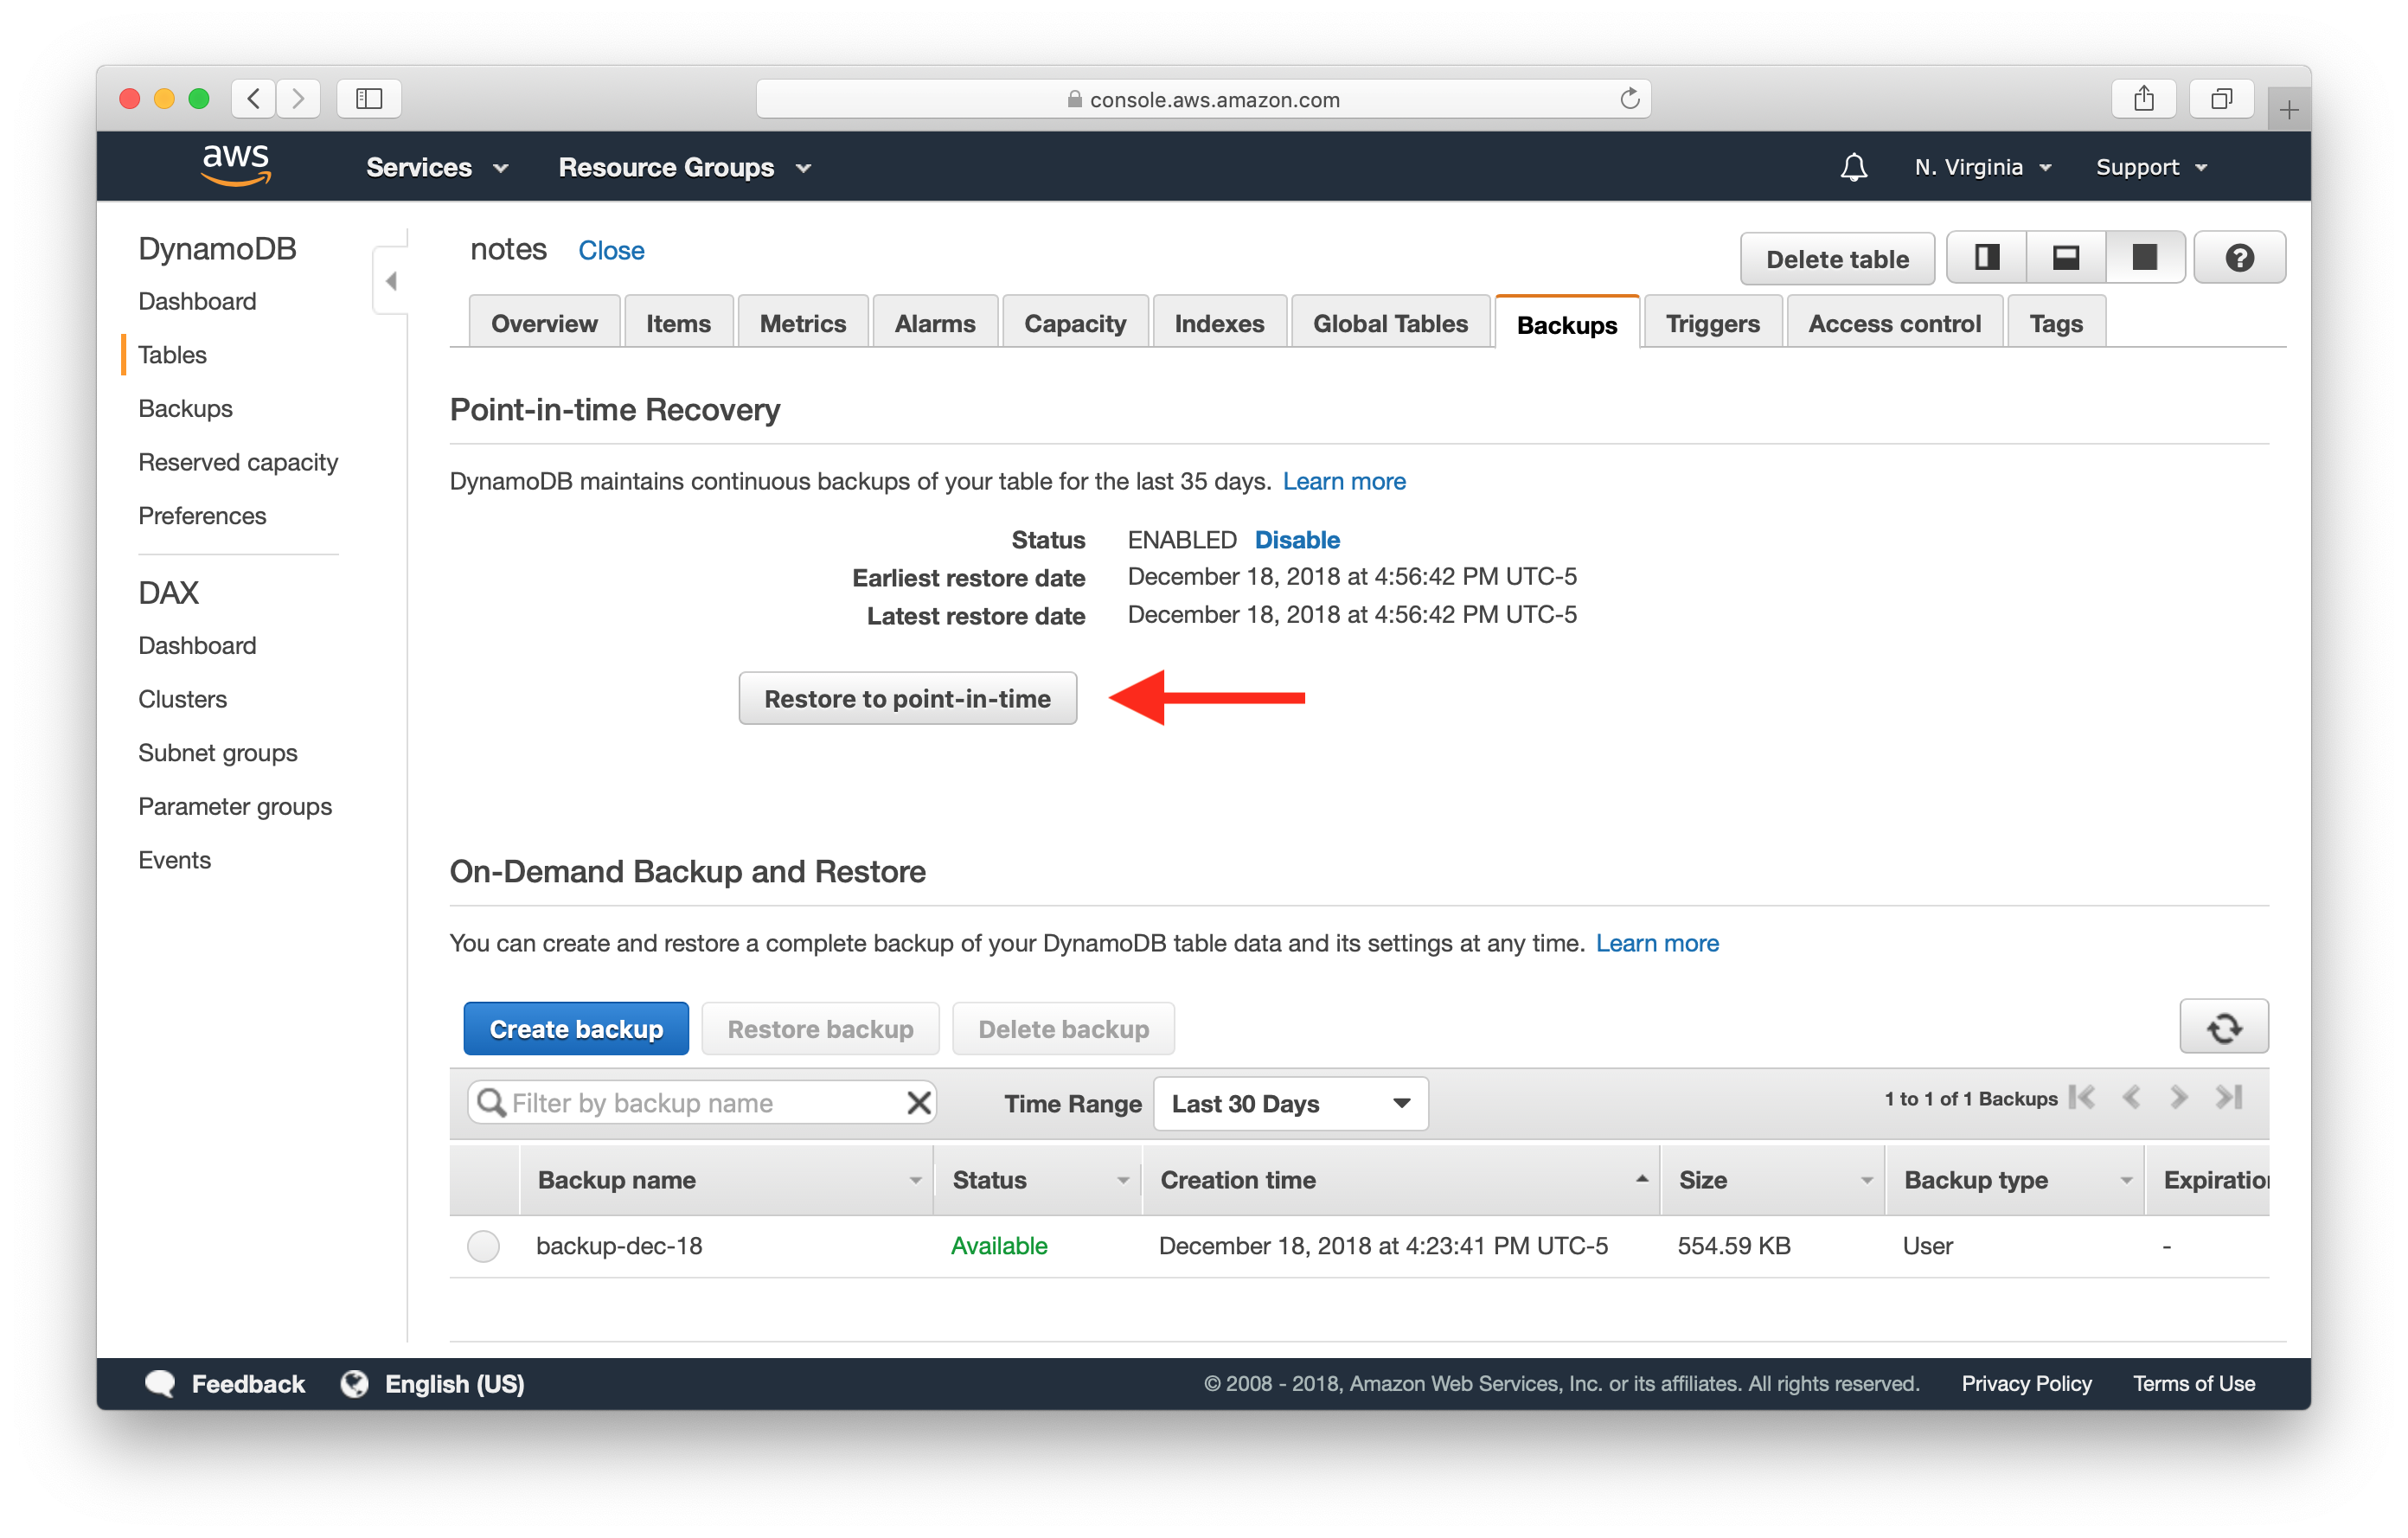 console.aws.amazon.com
aws Services Resource Groups N. Virginia Support
DynamoDB
Dashboard
Tables
Backups
Reserved capacity
Preferences
DAX
Dashboard
Clusters
Subnet groups
Parameter groups
Events
notes Close Delete table
Overview Items Metrics Alarms Capacity Indexes Global Tables Backups Triggers Access control Tags
Point-in-time Recovery
DynamoDB maintains continuous backups of your table for the last 35 days. Learn more
Status ENABLED Disable
Earliest restore date December 18, 2018 at 4:56:42 PM UTC-5
Latest restore date December 18, 2018 at 4:56:42 PM UTC-5
Restore to point-in-time
On-Demand Backup and Restore
You can create and restore a complete backup of your DynamoDB table data and its settings at any time. Learn more
Create backup Restore backup Delete backup
Filter by backup name Time Range Last 30 Days 1 to 1 of 1 Backups
Backup name Status Creation time Size Backup type Expiratio
backup-dec-18 Available December 18, 2018 at 4:23:41 PM UTC-5 554.59 KB User -
Feedback English (US) © 2008 - 2018, Amazon Web Services, Inc. or its affiliates. All rights reserved. Privacy Policy Terms of Use